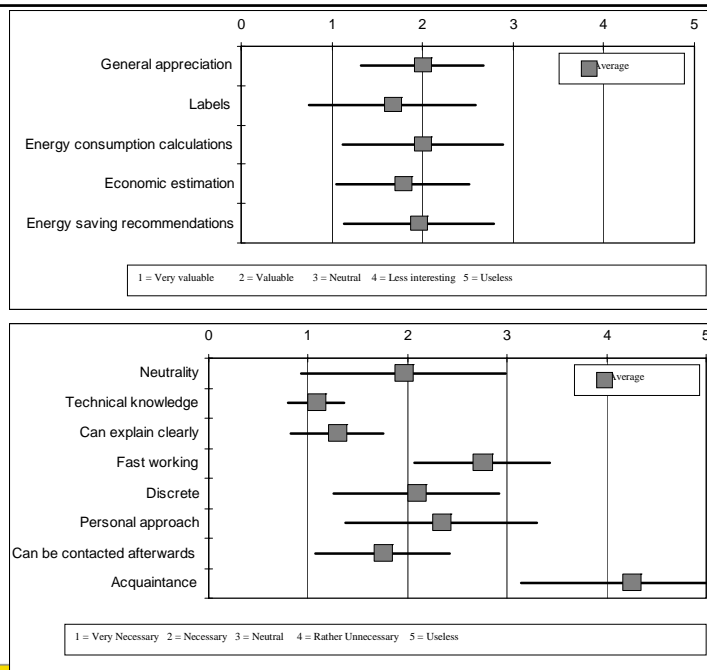 0 1 2 3 4 5
General appreciation
Average
Labels
Energy consumption calculations
Economic estimation
Energy saving recommendations
1 = Very valuable 2 = Valuable 3 = Neutral 4 = Less interesting 5 = Useless
0 1 2 3 4 5
Neutrality
Average
Technical knowledge
Can explain clearly
Fast working
Discrete
Personal approach
Can be contacted afterwards
Acquaintance
1 = Very Necessary 2 = Necessary 3 = Neutral 4 = Rather Unnecessary 5 = Useless